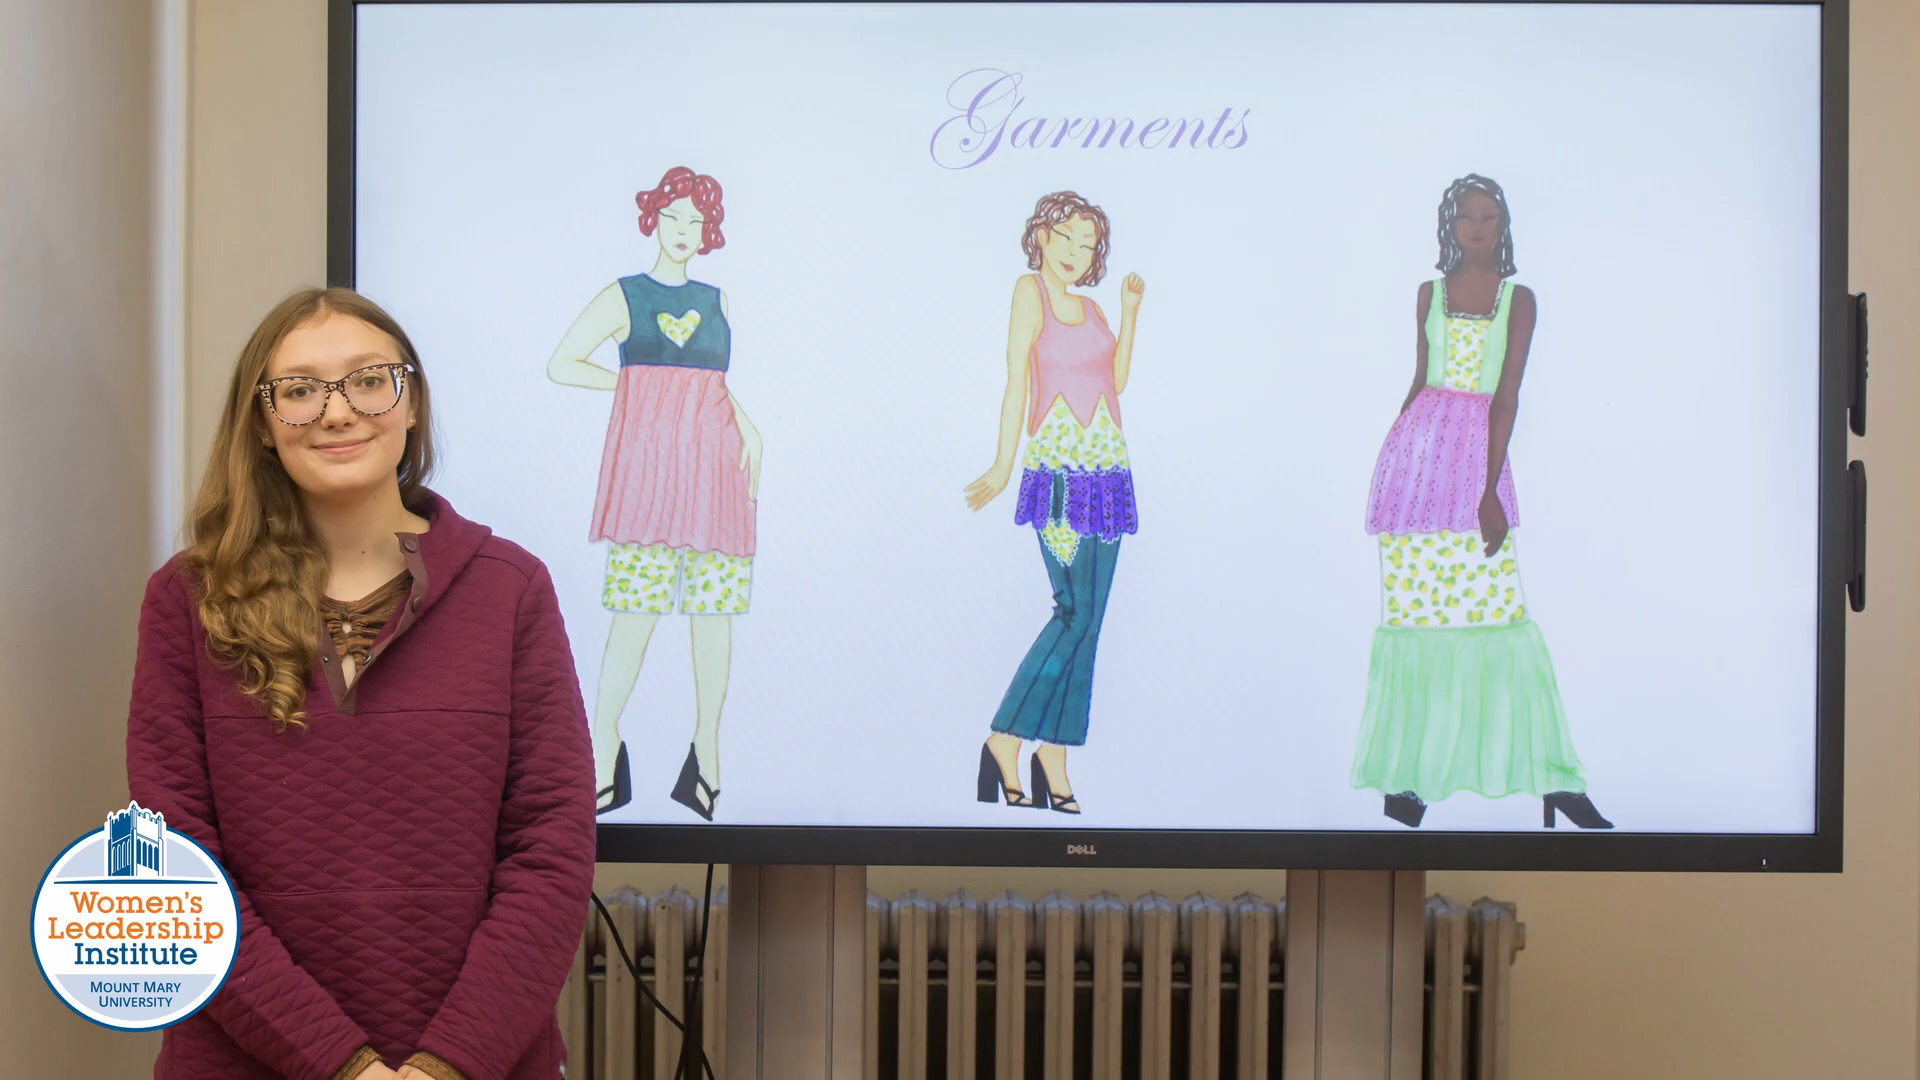 Garments
DELL
Women's
Leadership
Institute
MOUNT MARY
UNIVERSITY